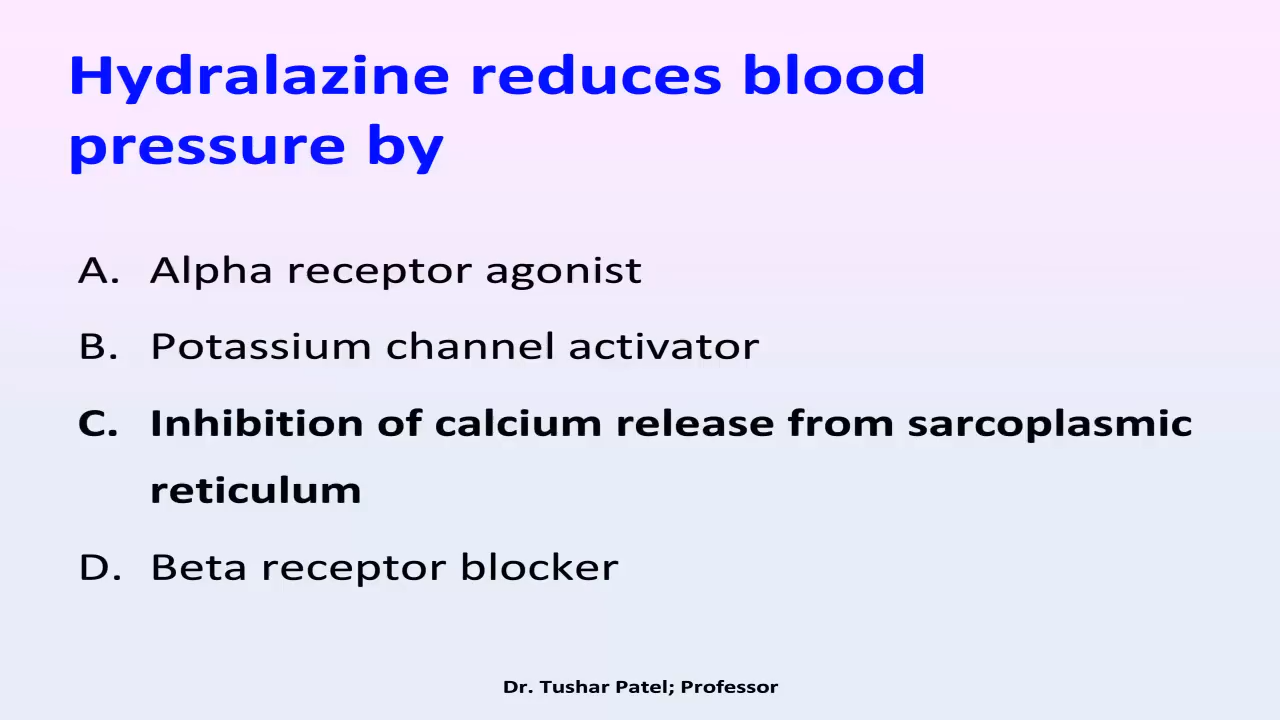 Hydralazine reduces blood
pressure by
A. Alpha receptor agonist
B. Potassium channel activator
C. Inhibition of calcium release from sarcoplasmic
reticulum
D. Beta receptor blocker
Dr. Tushar Patel; Professor